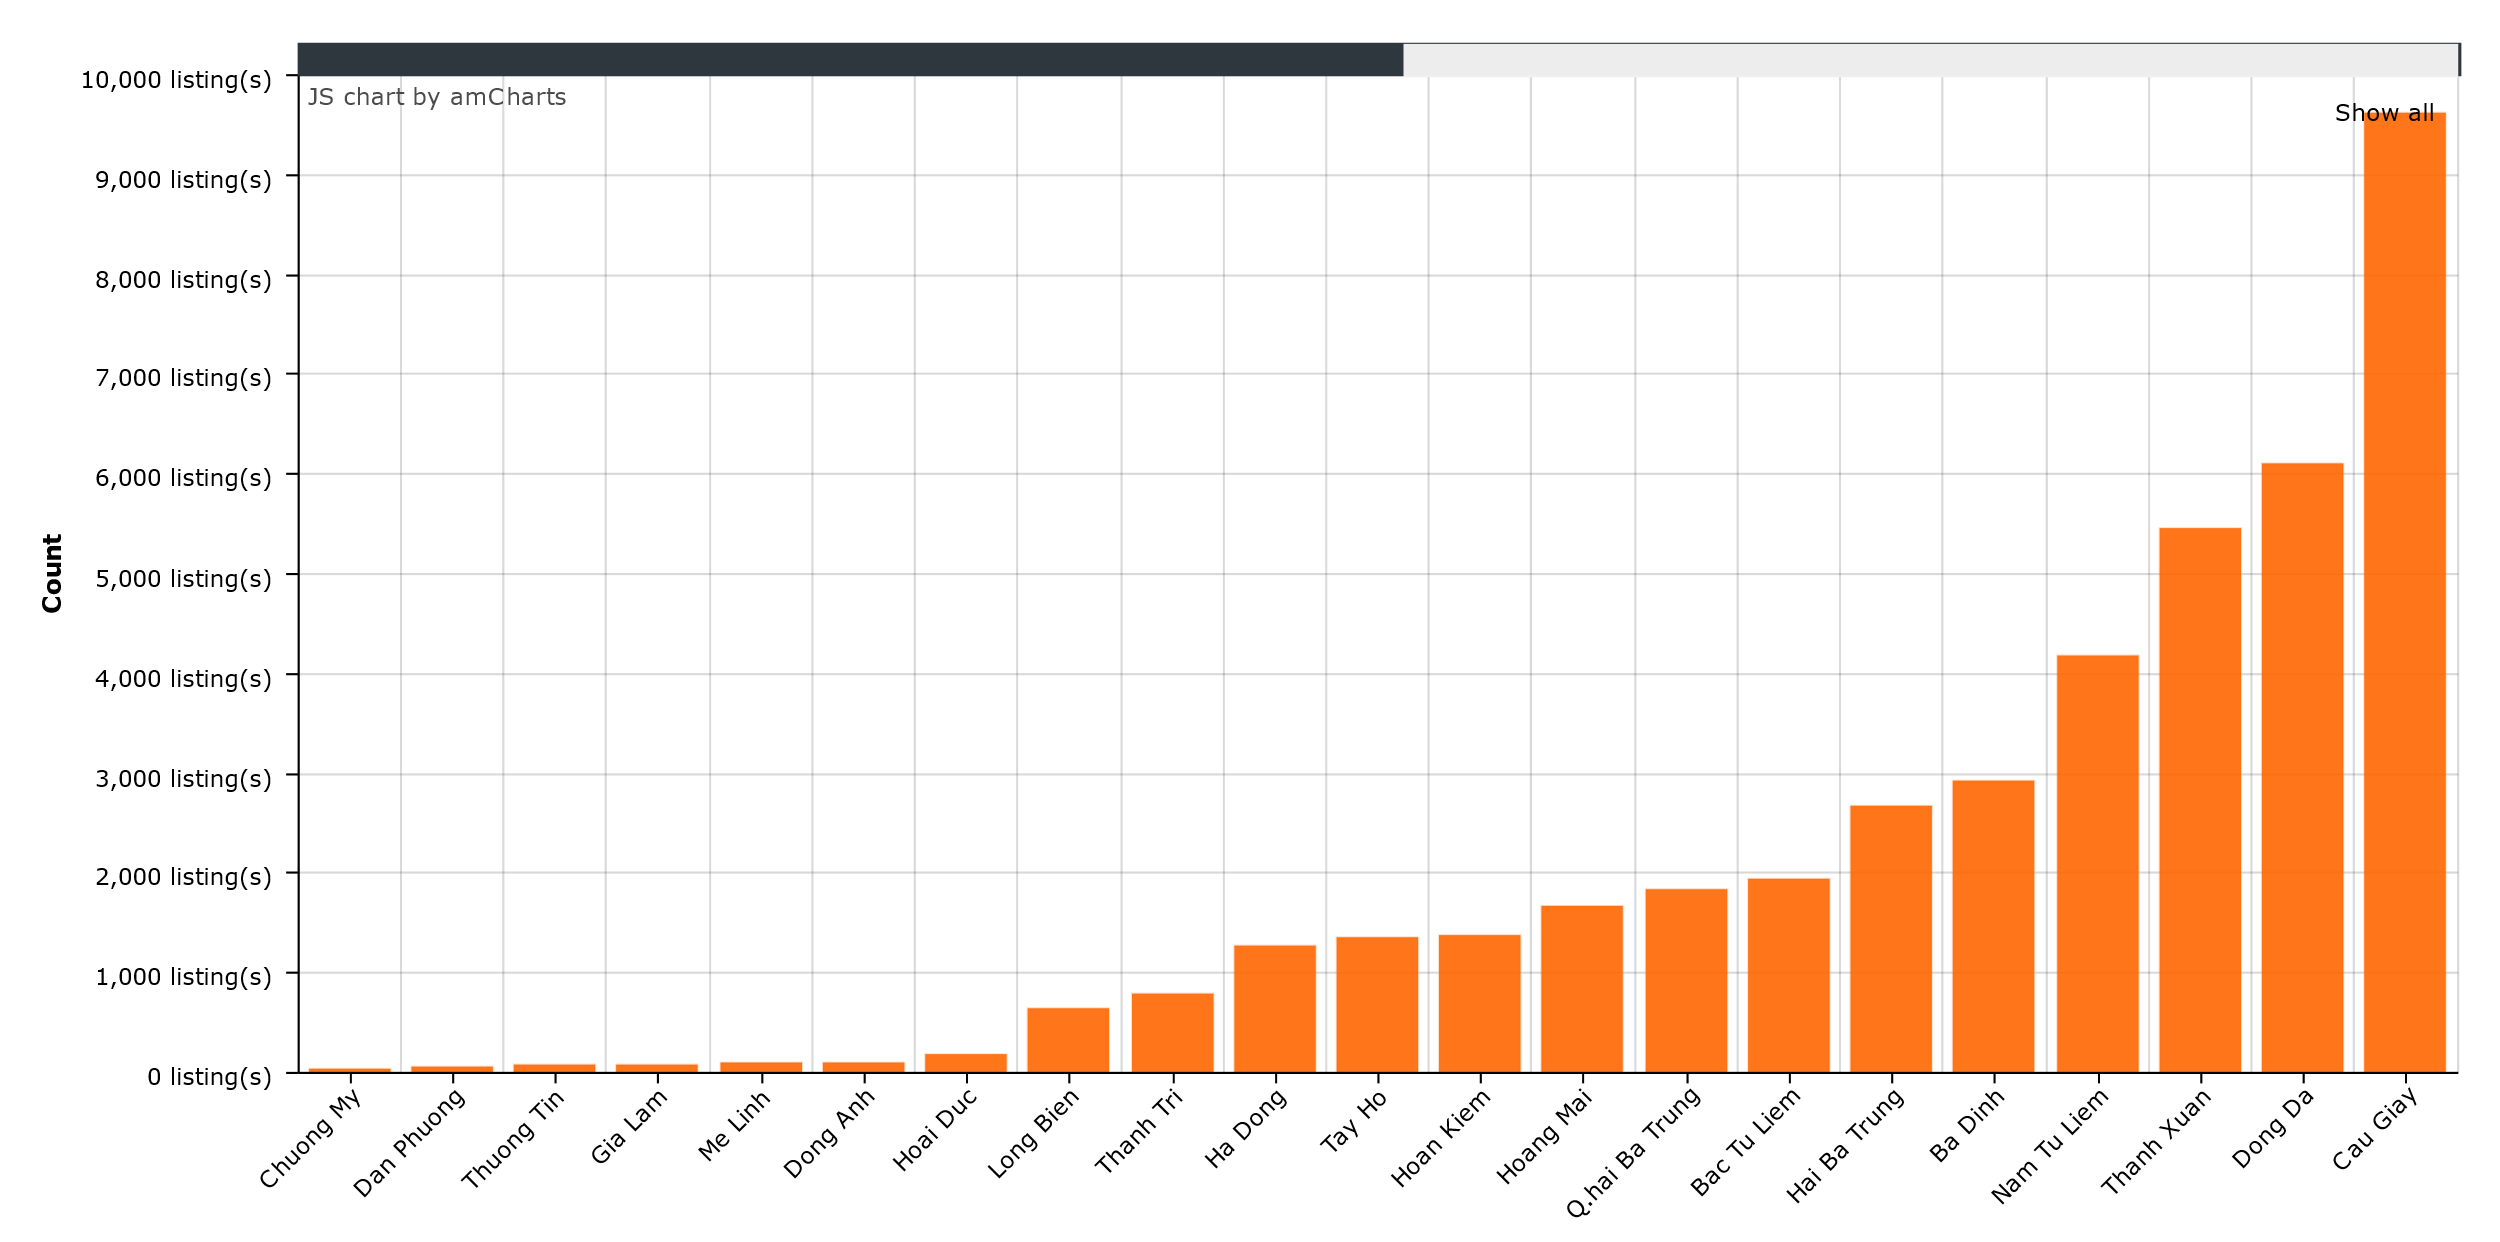 10,000 listing(s)
JS chart by amCharts
Show all
9,000 listing(s)
8,000 listing(s)
7,000 listing(s)
6,000 listing(s)
5,000 listing(s)
4,000 listing(s)
3,000 listing(s)
2,000 listing(s)
1,000 listing(s)
0 listing(s)
Count
Chuong My
Dan Phuong
Thuong Tin
Gia Lam
Me Linh
Dong Anh
Hoai Duc
Long Bien
Thanh Tri
Ha Dong
Tay Ho
Hoan Kiem
Hoang Mai
Q.hai Ba Trung
Bac Tu Liem
Hai Ba Trung
Ba Dinh
Nam Tu Liem
Thanh Xuan
Dong Da
Cau Giay